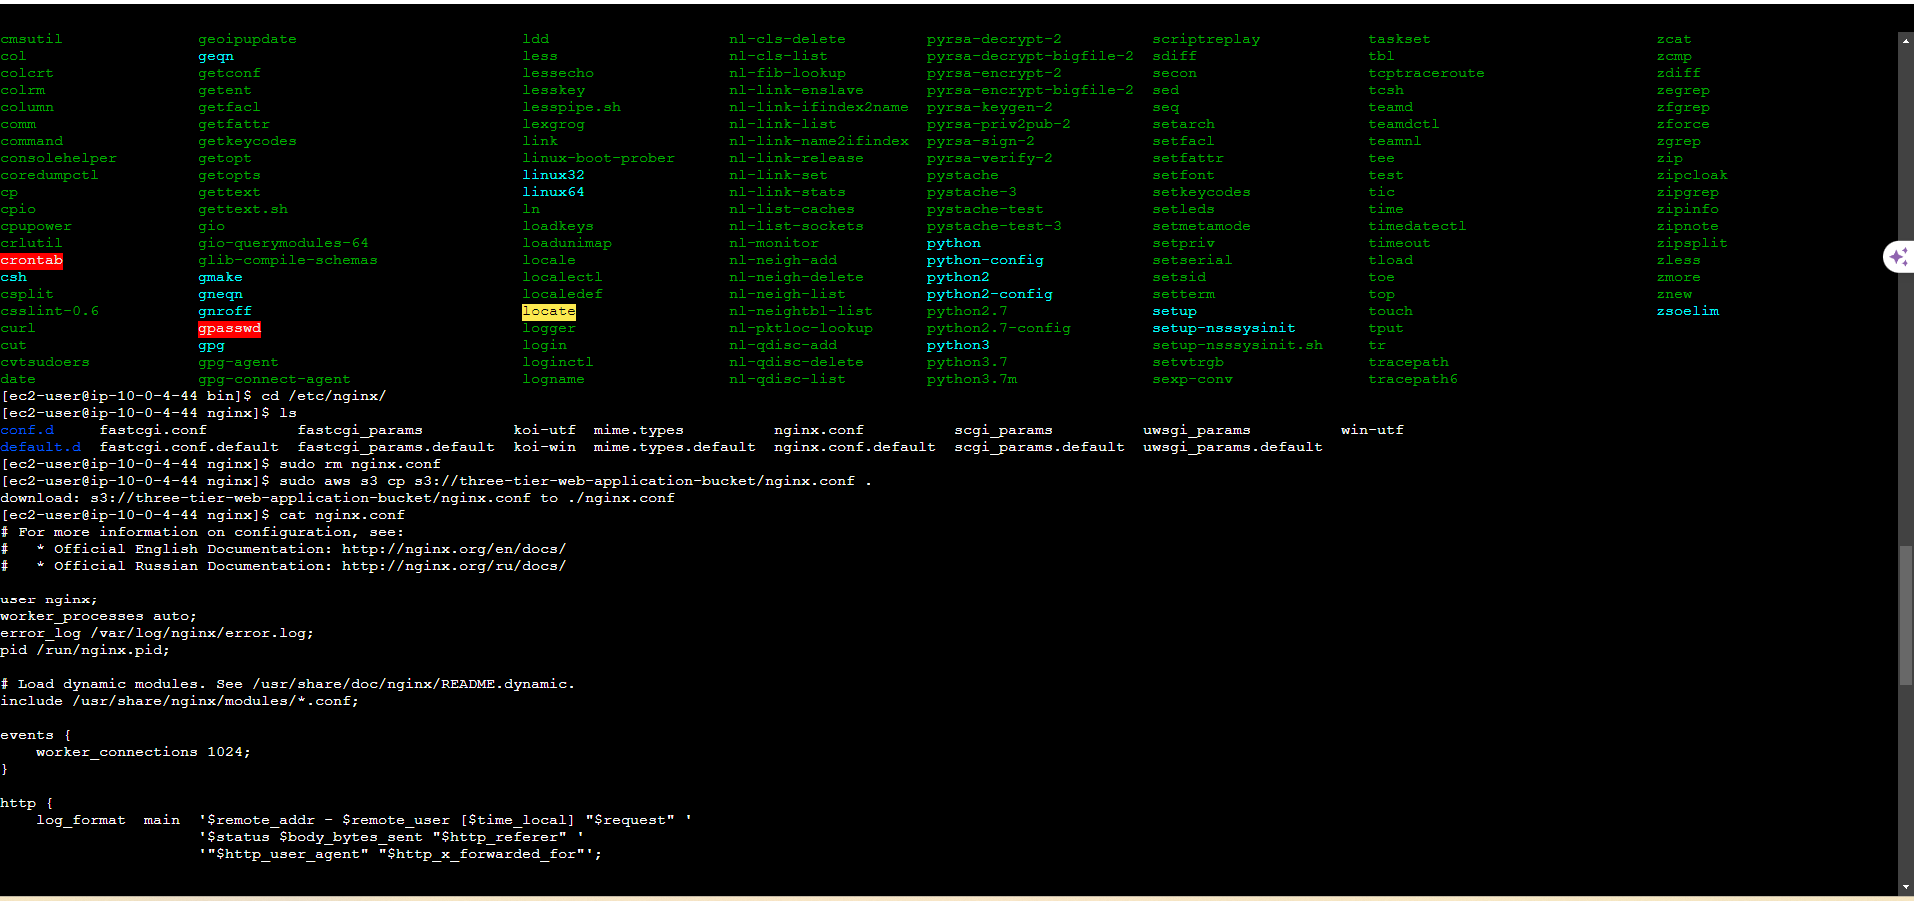 cmsutil geoipupdate ldd nl-cls-delete pyrsa-decrypt-2 scriptreplay taskset zcat
col geqn less nl-cls-list pyrsa-decrypt-bigfile-2 sdiff tbl zcmp
colcrt getconf lessecho nl-fib-lookup pyrsa-encrypt-2 secon tcptraceroute zdiff
colrm getent lesskey nl-link-enslave pyrsa-encrypt-bigfile-2 sed tcsh zegrep
column getfacl lesspipe.sh nl-link-ifindex2name pyrsa-keygen-2 seq teamd zfgrep
comm getfattr lexgrog nl-link-list pyrsa-priv2pub-2 setarch teamdctl zforce
command getkeycodes link nl-link-name2ifindex pyrsa-sign-2 setfacl teamnl zgrep
consolehelper getopt linux-boot-prober nl-link-release pyrsa-verify-2 setfattr tee zip
coredumpctl getopts linux32 nl-link-set pystache setfont test zipcloak
cp gettext linux64 nl-link-stats pystache-3 setkeycodes tic zipgrep
cpio gettext.sh ln nl-list-caches pystache-test setleds time zipinfo
cpupower gio loadkeys nl-list-sockets pystache-test-3 setmetamode timedatectl zipnote
crlutil gio-querymodules-64 loadunimap nl-monitor python setpriv timeout zipsplit
crontab glib-compile-schemas locale nl-neigh-add python-config setserial tload zless
csh gmake localectl nl-neigh-delete python2 setsid toe zmore
csplit gneqn localedef nl-neigh-list python2-config setterm top znew
csslint-0.6 gnroff locate nl-neightbl-list python2.7 setup touch zsoelim
curl gpasswd logger nl-pktloc-lookup python2.7-config setup-nsssysinit tput
cut gpg login nl-qdisc-add python3 setup-nsssysinit.sh tr
cvtsudoers gpg-agent loginctl nl-qdisc-delete python3.7 setvtrgb tracepath
date gpg-connect-agent logname nl-qdisc-list python3.7m sexp-conv tracepath6
[ec2-user@ip-10-0-4-44 bin]$ cd /etc/nginx/
[ec2-user@ip-10-0-4-44 nginx]$ ls
conf.d fastcgi.conf fastcgi_params koi-utf mime.types nginx.conf scgi_params uwsgi_params win-utf
default.d fastcgi.conf.default fastcgi_params.default koi-win mime.types.default nginx.conf.default scgi_params.default uwsgi_params.default
[ec2-user@ip-10-0-4-44 nginx]$ sudo rm nginx.conf
[ec2-user@ip-10-0-4-44 nginx]$ sudo aws s3 cp s3://three-tier-web-application-bucket/nginx.conf .
download: s3://three-tier-web-application-bucket/nginx.conf to ./nginx.conf
[ec2-user@ip-10-0-4-44 nginx]$ cat nginx.conf
# For more information on configuration, see:
# * Official English Documentation: http://nginx.org/en/docs/
# * Official Russian Documentation: http://nginx.org/ru/docs/
user nginx;
worker_processes auto;
error_log /var/log/nginx/error.log;
pid /run/nginx.pid;
# Load dynamic modules. See /usr/share/doc/nginx/README.dynamic.
include /usr/share/nginx/modules/*.conf;
events {
worker_connections 1024;
}
http {
log_format main '$remote_addr - $remote_user [$time_local] "$request" '
'$status $body_bytes_sent "$http_referer" '
'"$http_user_agent" "$http_x_forwarded_for"';